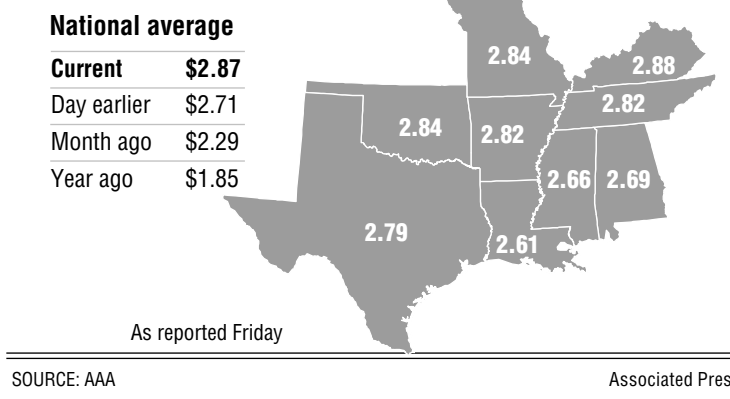 National average
Current $2.87
Day earlier $2.71
Month ago $2.29
Year ago $1.85
2.84
2.88
2.82
2.84
2.82
2.66
2.69
2.79
2.61
As reported Friday
SOURCE: AAA
Associated Pres